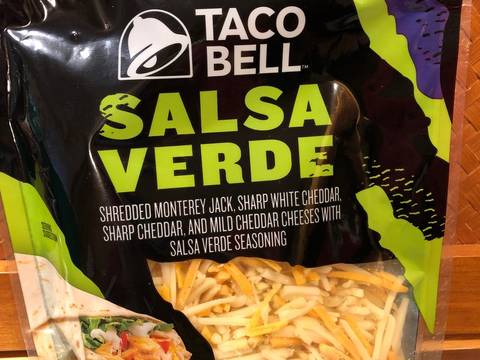 TACO
BELL™
SALSA
VERDE
SHREDDED MONTEREY JACK, SHARP WHITE CHEDDAR,
SHARP CHEDDAR, AND MILD CHEDDAR CHEESES WITH
SALSA VERDE SEASONING